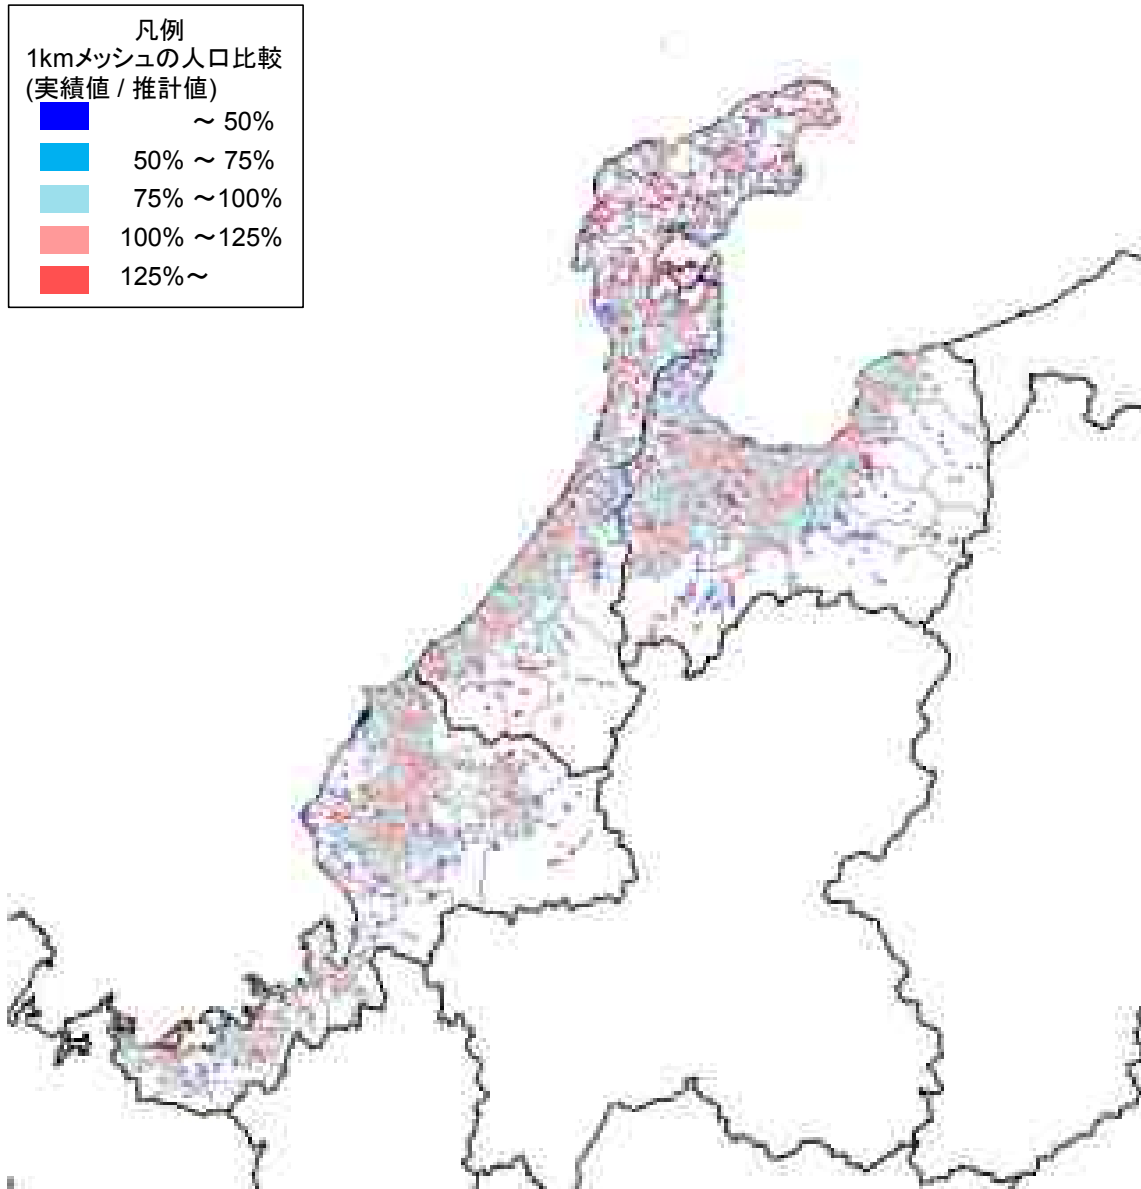 凡例
1kmメッシュの人口比較
(実績値 / 推計値)
～ 50%
50% ～ 75%
75% ～100%
100% ～125%
125%～